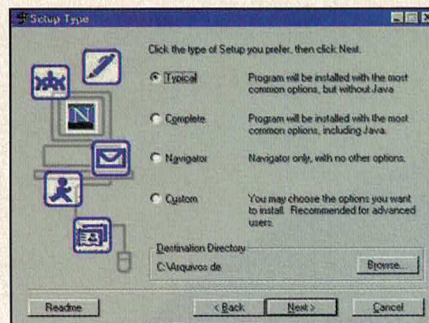 Setup Type
Click the type of Setup you prefer, then click Next.
Typical
Program will be installed with the most
common options, but without Java
Complete
Program will be installed with the most
common options, including Java.
Navigator
Navigator only, with no other options.
Custom
You may choose the options you want
to install. Recommended for advanced
users.
N
Destination Directory
C:\Arquivos de
Browse...
Readme
< Back
Next >
Cancel